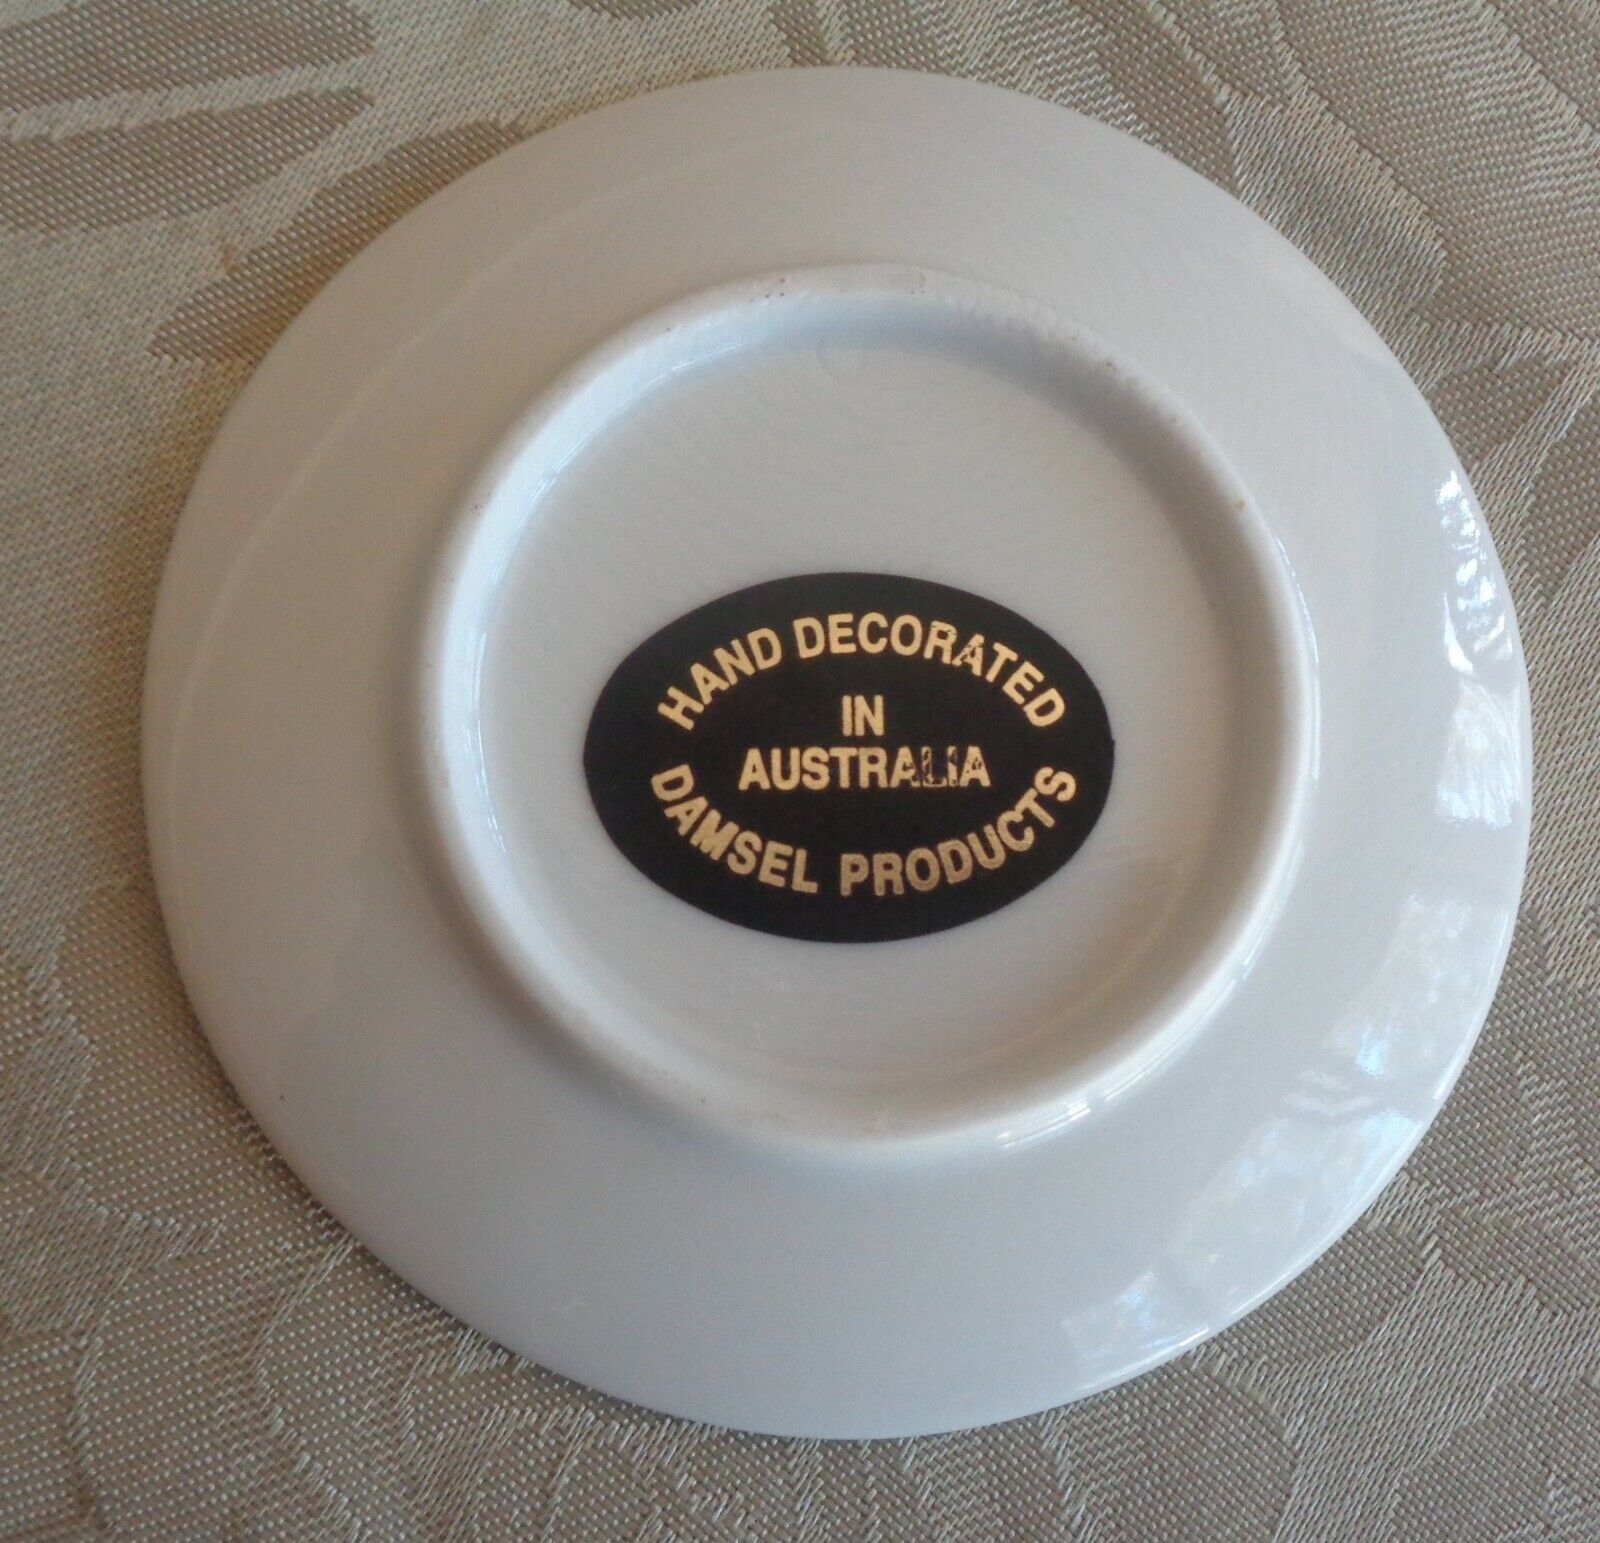 HAND DECORATED
IN
AUSTRALIA
DAMSEL PRODUCTS